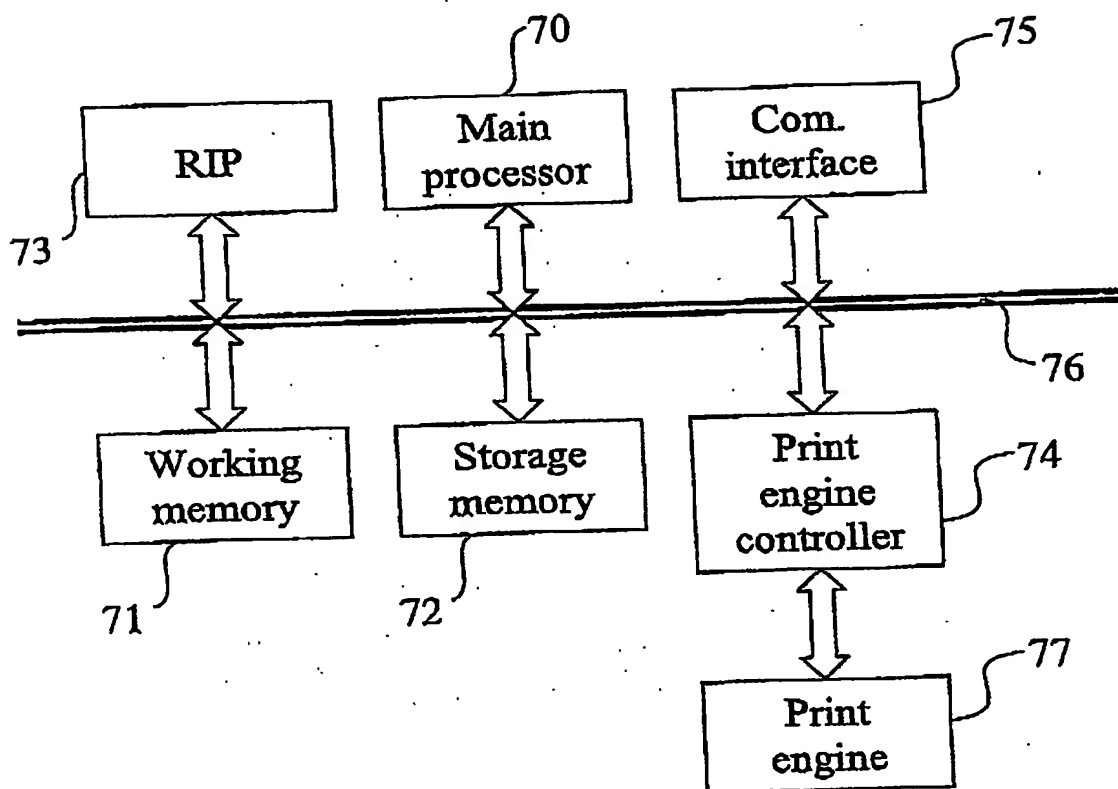 70
75
RIP
Main
processor
Com.
interface
73
76
Working
memory
Storage
memory
Print
engine
controller
74
71
72
77
Print
engine